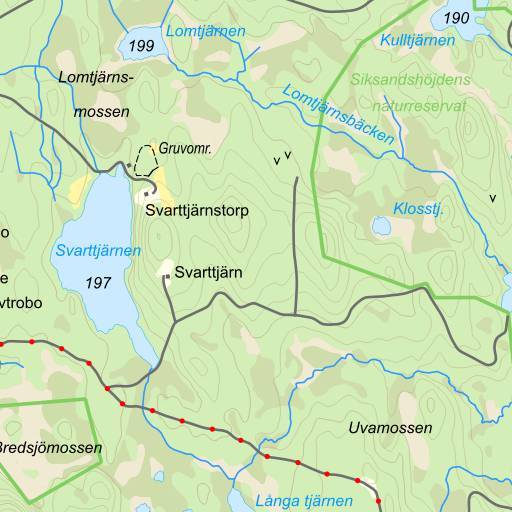 190
Lomtjärnen
Kulltjärnen
199
Lomtjärns-
mossen
Siksandshöjdens
naturreservat
Lomtjärnsbäcken
Gruvomr.
Svarttjärnstorp
Klosstj.
o
Svarttjärnen
Svarttjärn
e
197
vtrobo
Uvamossen
Bredsjömossen
Långa tjärnen